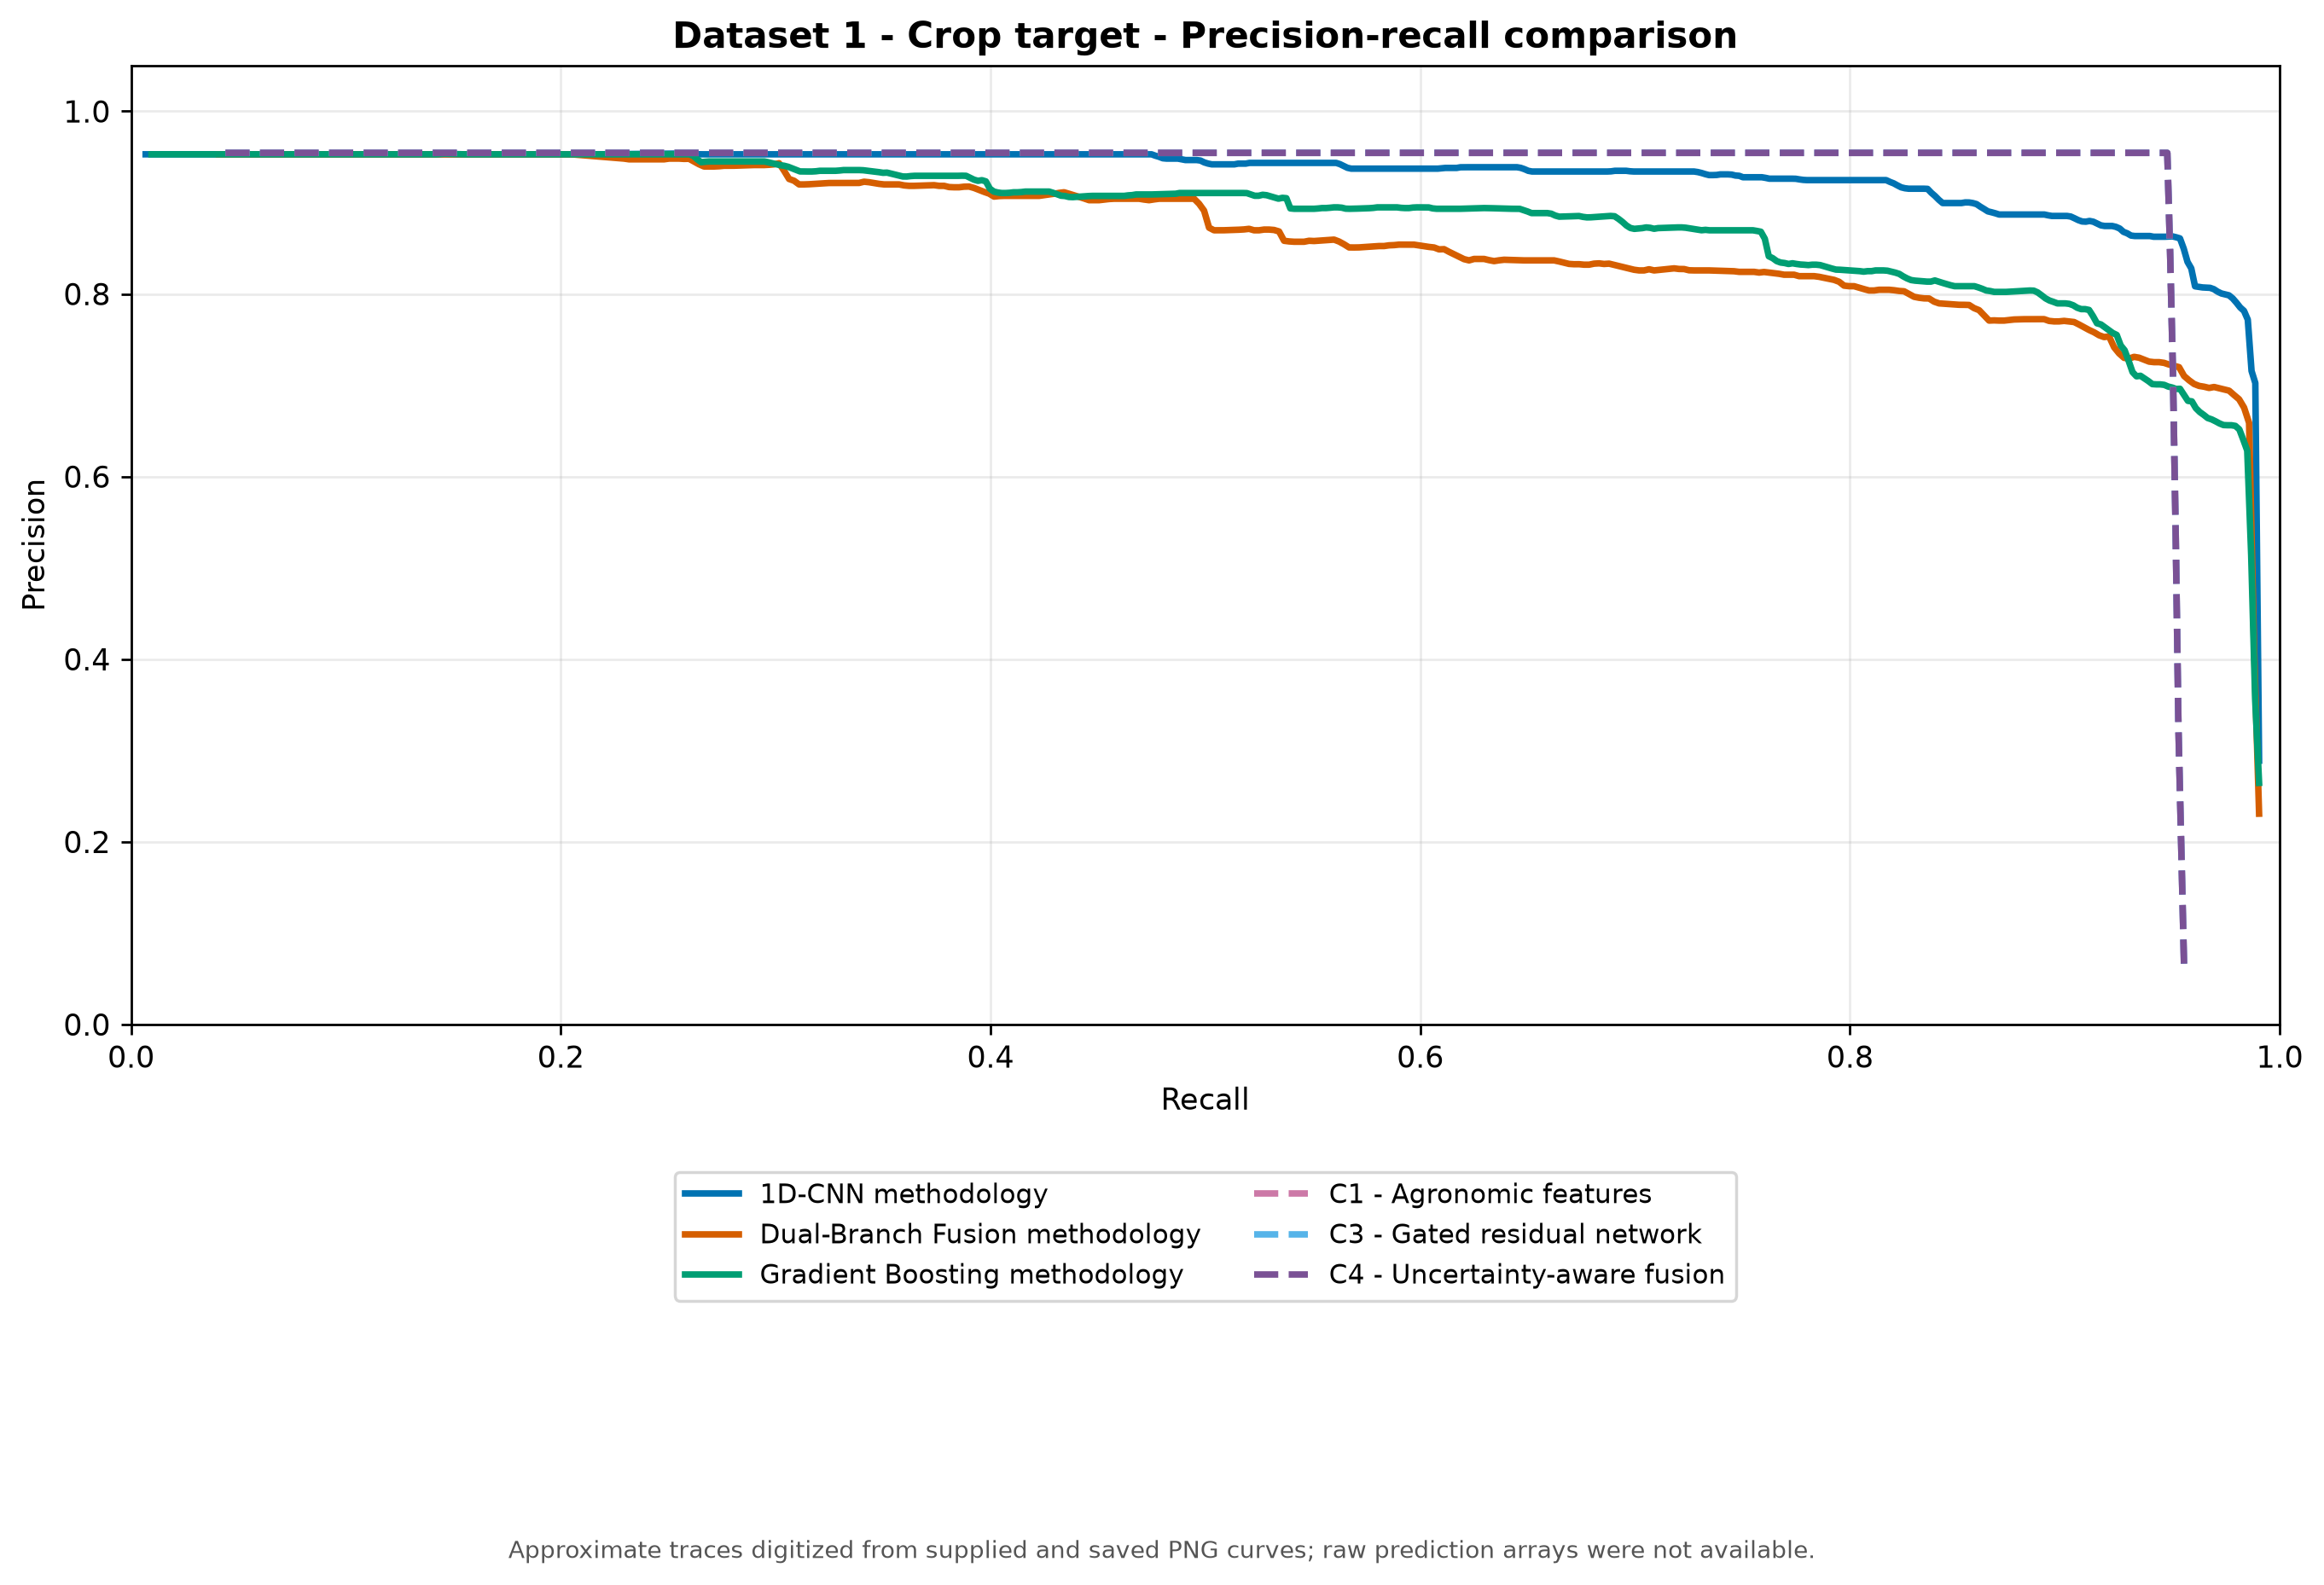 Dataset 1 - Crop target - Precision-recall comparison
1.0
0.8
0.6
0.4
0.2
0.0
Precision
0.0 0.2 0.4 0.6 0.8 1.0
Recall
1D-CNN methodology
Dual-Branch Fusion methodology
Gradient Boosting methodology
C1 - Agronomic features
C3 - Gated residual network
C4 - Uncertainty-aware fusion
Approximate traces digitized from supplied and saved PNG curves; raw prediction arrays were not available.